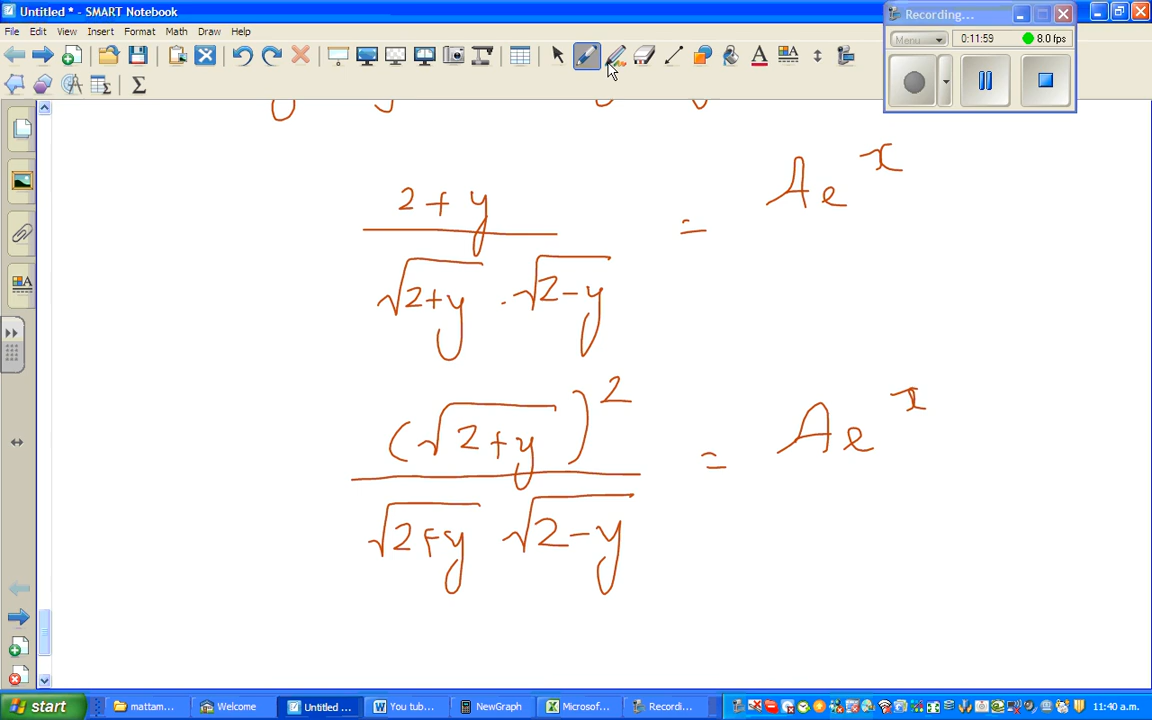 Untitled * - SMART Notebook
Recording...
File Edit View Insert Format Math Draw Help
Menu
0:11:59
8.0 fps
2 + y
= Ae^x
√2+y . √2-y
(√2+y)^2
= Ae^x
√2+y √2-y
start
mattam...
Welcome
Untitled ...
You tub...
NewGraph
Microsof...
Recordi...
11:40 a.m.